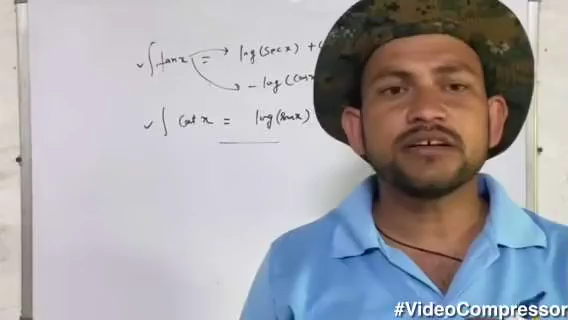 ✓ ∫ tanx = log(secx) +
- log(cosx
✓ ∫ cot x = log(sinx)
#VideoCompressor